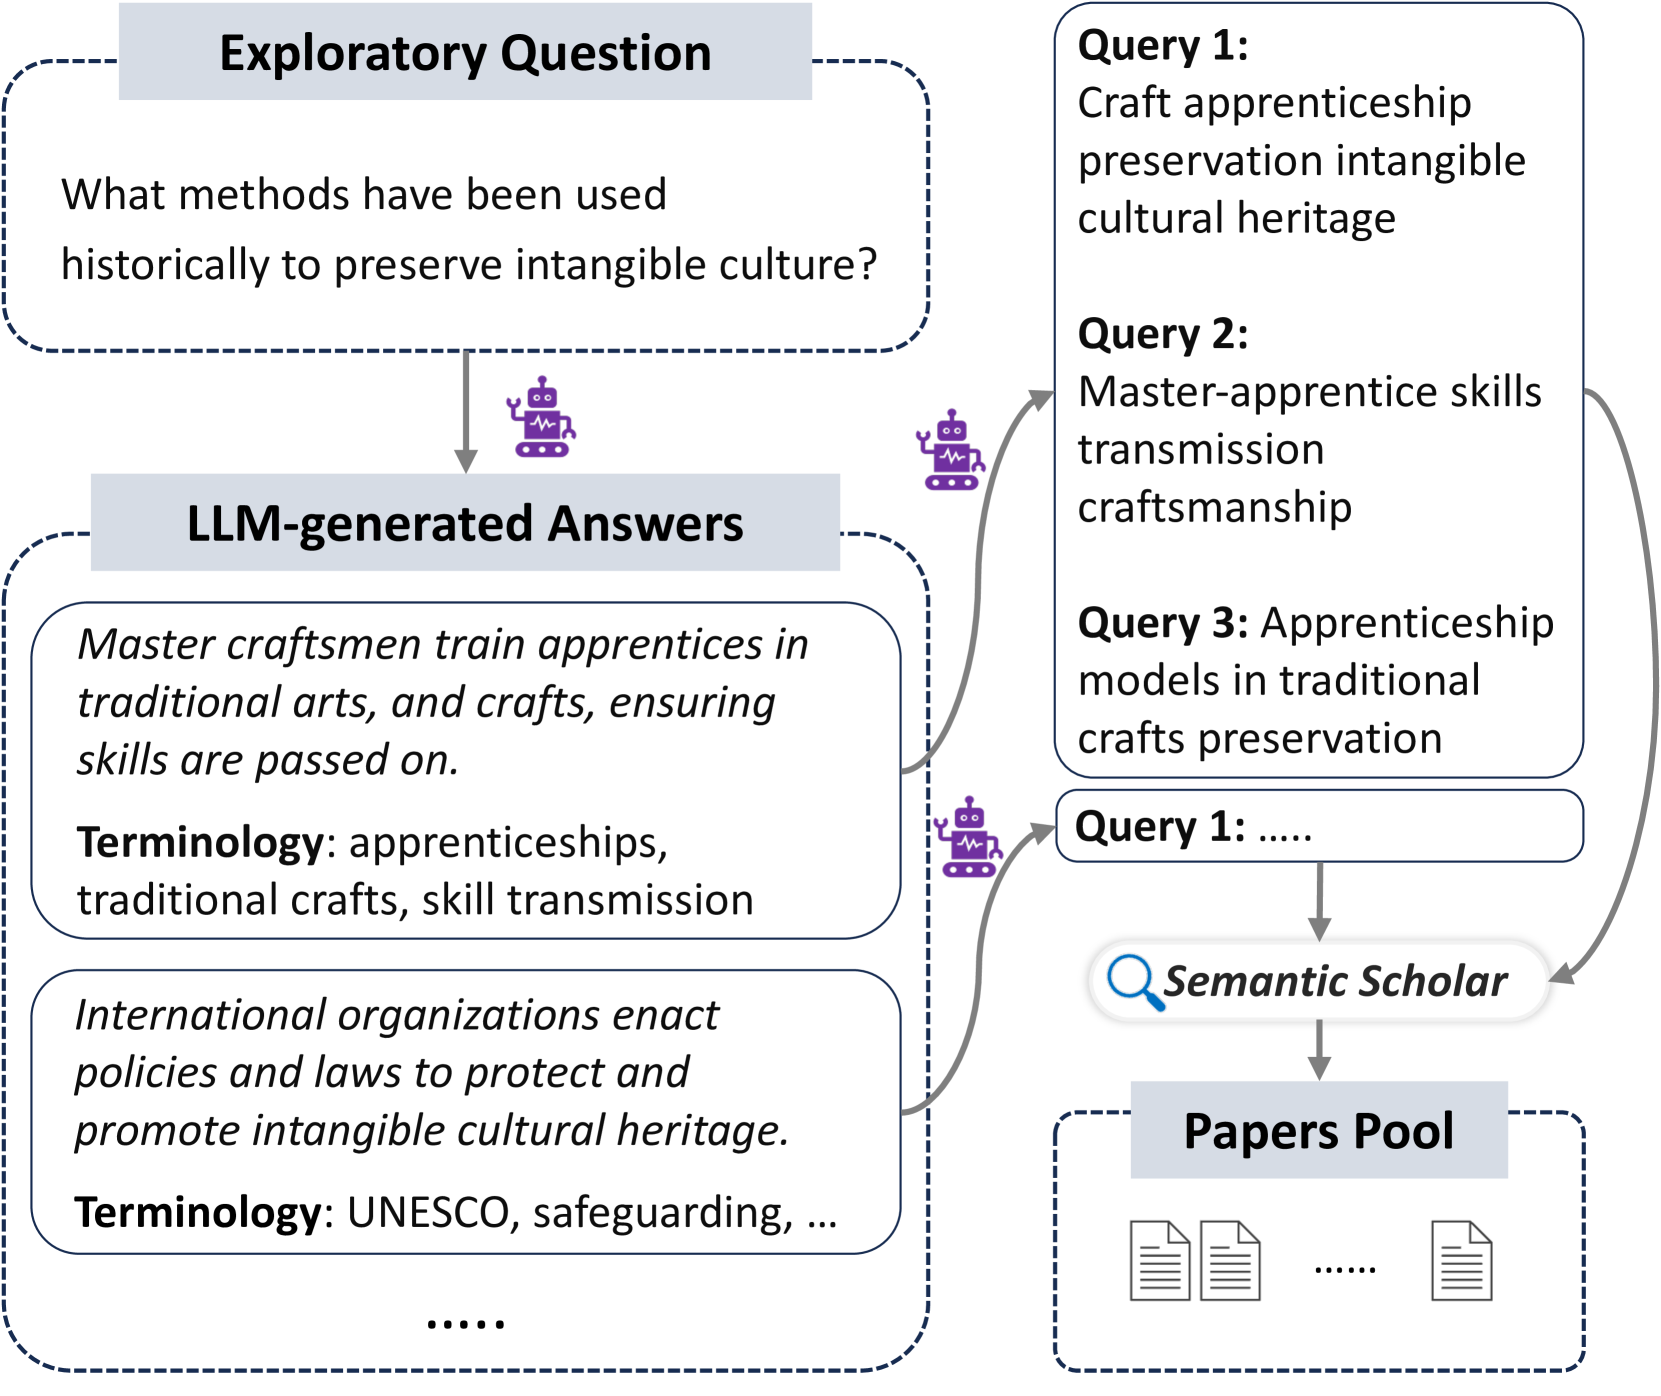 Exploratory Question
What methods have been used
historically to preserve intangible culture?
LLM-generated Answers
Master craftsmen train apprentices in
traditional arts, and crafts, ensuring
skills are passed on.
Terminology: apprenticeships,
traditional crafts, skill transmission
International organizations enact
policies and laws to protect and
promote intangible cultural heritage.
Terminology: UNESCO, safeguarding, ...
.....
Query 1:
Craft apprenticeship
preservation intangible
cultural heritage
Query 2:
Master-apprentice skills
transmission
craftsmanship
Query 3: Apprenticeship
models in traditional
crafts preservation
Query 1: .....
Semantic Scholar
Papers Pool
......